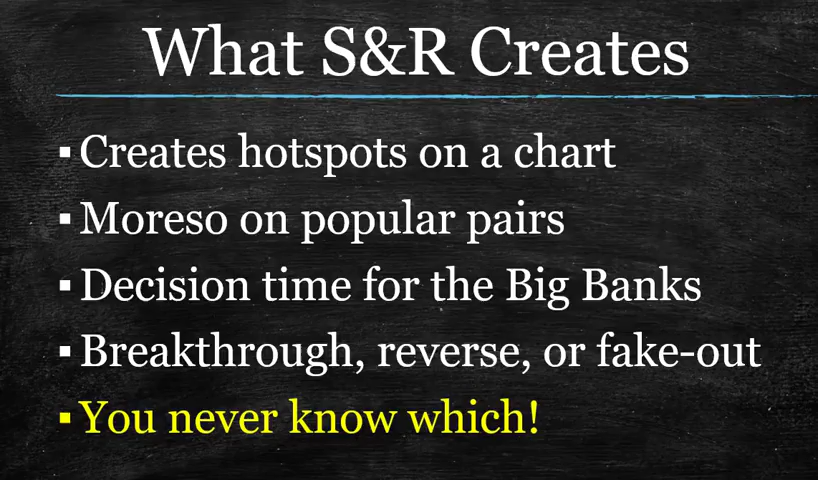 What S&R Creates
▪ Creates hotspots on a chart
▪ Moreso on popular pairs
▪ Decision time for the Big Banks
▪ Breakthrough, reverse, or fake-out
▪ You never know which!